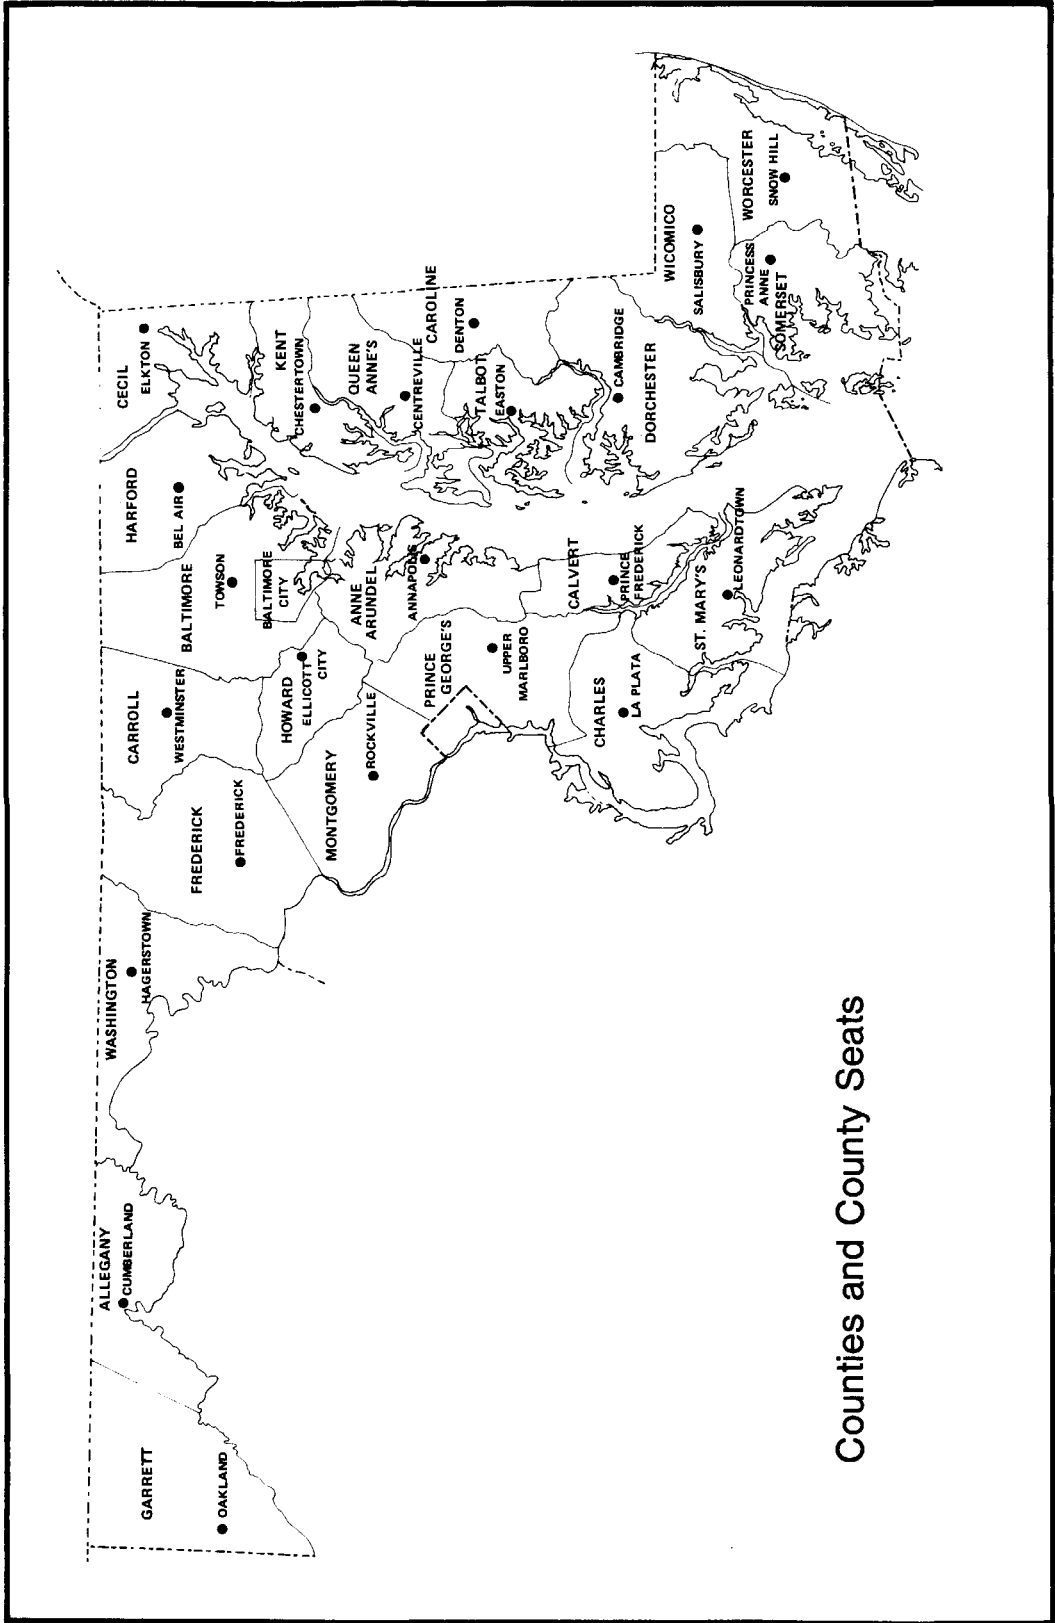 GARRETT
OAKLAND
ALLEGANY
CUMBERLAND
WASHINGTON
HAGERSTOWN
FREDERICK
FREDERICK
CARROLL
WESTMINSTER
BALTIMORE
TOWSON
HARFORD
BEL AIR
CECIL
ELKTON
BALTIMORE
CITY
HOWARD
ELLICOTT
CITY
MONTGOMERY
ROCKVILLE
ANNE
ARUNDEL
ANNAPOLIS
KENT
CHESTERTOWN
QUEEN
ANNE'S
CENTREVILLE
CAROLINE
DENTON
TALBOT
EASTON
PRINCE
GEORGE'S
UPPER
MARLBORO
CALVERT
PRINCE
FREDERICK
CHARLES
LA PLATA
ST. MARY'S
LEONARDTOWN
CAMBRIDGE
DORCHESTER
WICOMICO
SALISBURY
WORCESTER
SNOW HILL
PRINCESS
ANNE
SOMERSET
Counties and County Seats